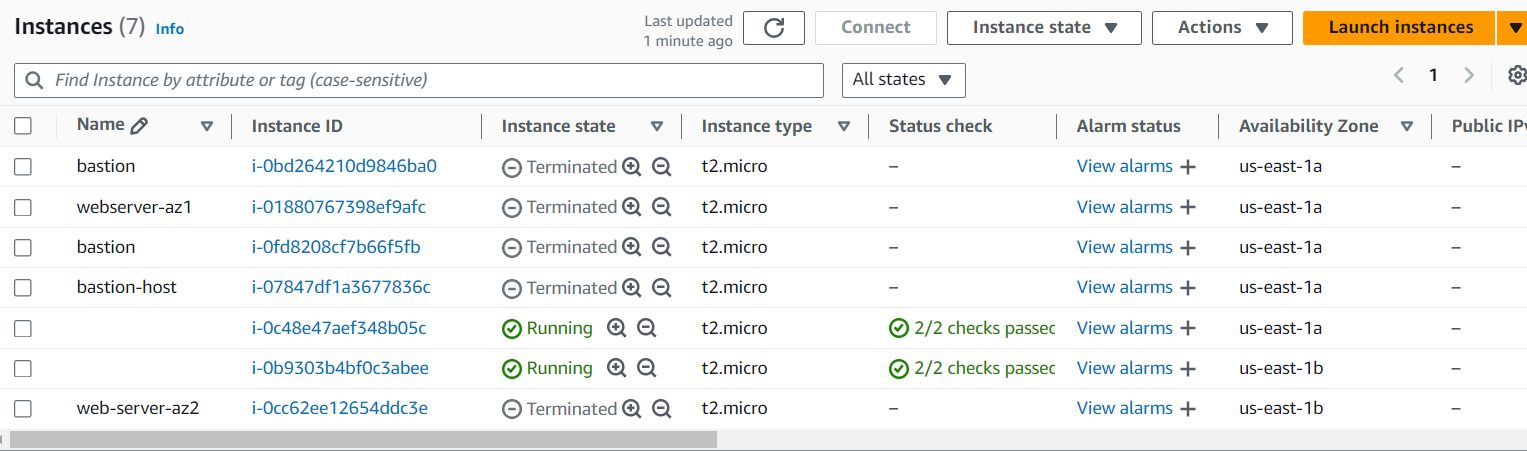 Instances (7) Info Last updated 1 minute ago Connect Instance state Actions Launch instances
Find Instance by attribute or tag (case-sensitive) All states 1
Name Instance ID Instance state Instance type Status check Alarm status Availability Zone Public IPv
bastion i-0bd264210d9846ba0 Terminated t2.micro – View alarms + us-east-1a –
webserver-az1 i-01880767398ef9afc Terminated t2.micro – View alarms + us-east-1a –
bastion i-0fd8208cf7b66f5fb Terminated t2.micro – View alarms + us-east-1a –
bastion-host i-07847df1a3677836c Terminated t2.micro – View alarms + us-east-1a –
i-0c48e47aef348b05c Running t2.micro 2/2 checks passed View alarms + us-east-1a –
i-0b9303b4bf0c3abee Running t2.micro 2/2 checks passed View alarms + us-east-1b –
web-server-az2 i-0cc62ee12654ddc3e Terminated t2.micro – View alarms + us-east-1b –